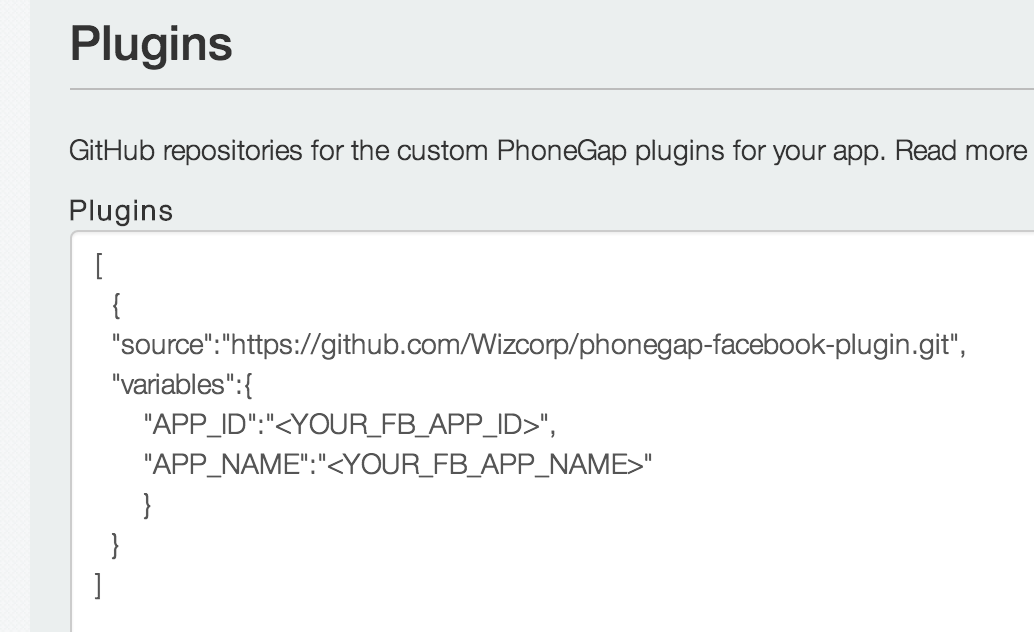 Plugins
GitHub repositories for the custom PhoneGap plugins for your app. Read more
Plugins
[
{
"source":"https://github.com/Wizcorp/phonegap-facebook-plugin.git",
"variables":{
"APP_ID":"<YOUR_FB_APP_ID>",
"APP_NAME":"<YOUR_FB_APP_NAME>"
}
}
]